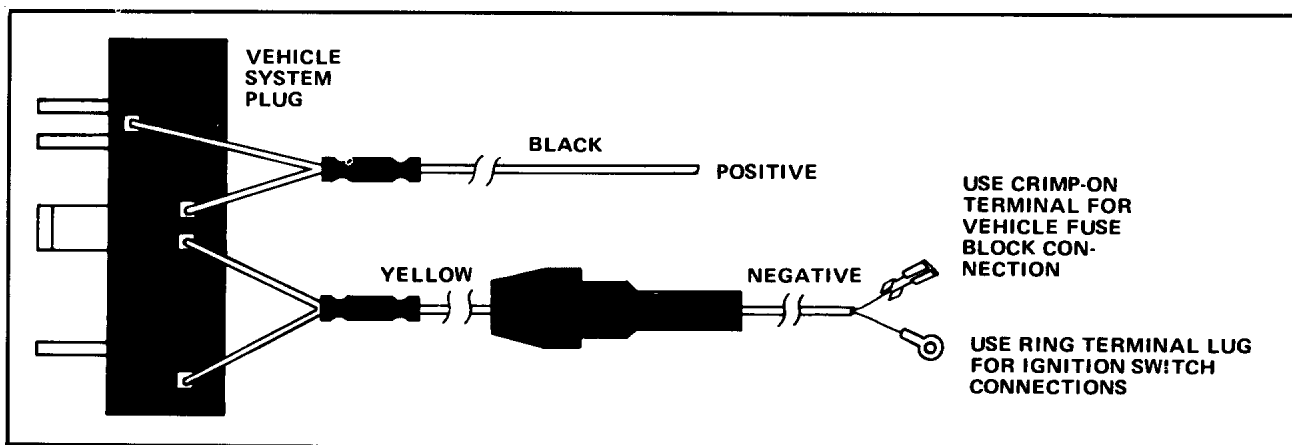 VEHICLE
SYSTEM
PLUG
BLACK
POSITIVE
USE CRIMP-ON
TERMINAL FOR
VEHICLE FUSE
BLOCK CON-
NECTION
YELLOW
NEGATIVE
USE RING TERMINAL LUG
FOR IGNITION SWITCH
CONNECTIONS